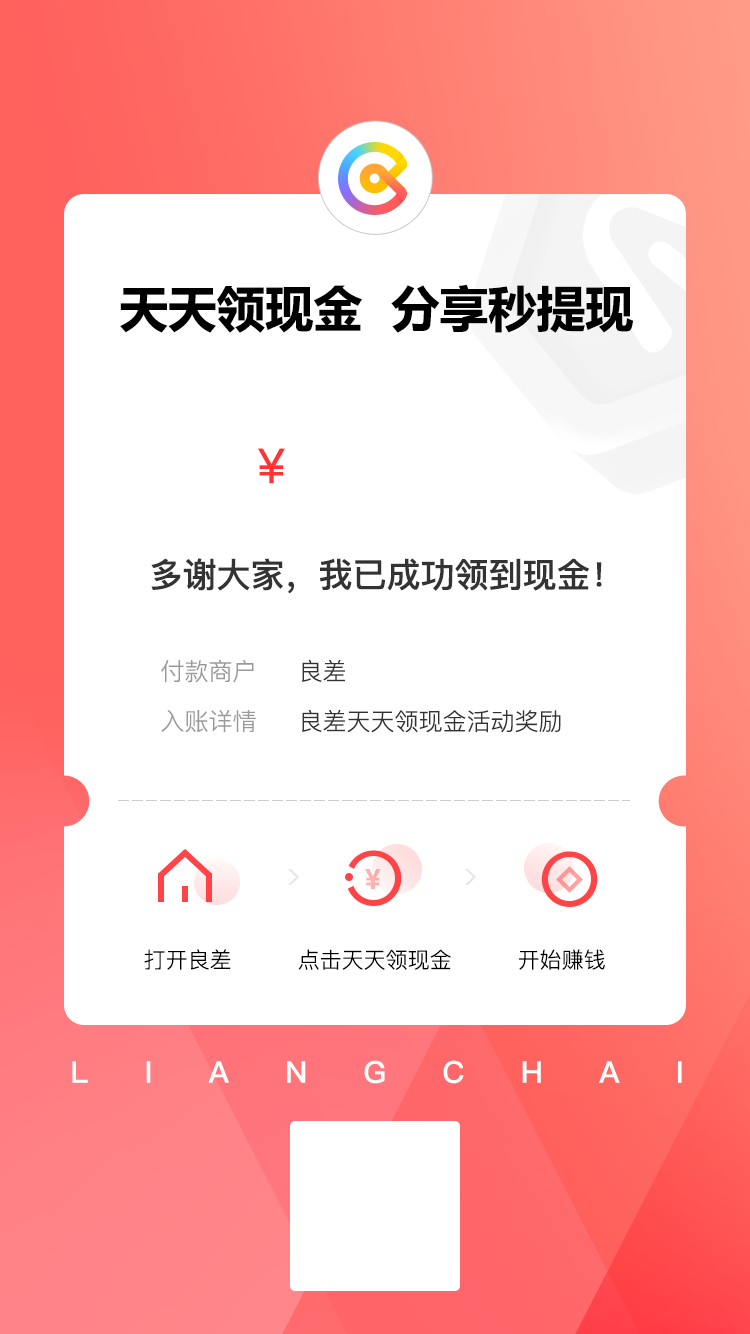 天天领现金 分享秒提现
¥
多谢大家，我已成功领到现金！
付款商户 良差
入账详情 良差天天领现金活动奖励
¥
打开良差 点击天天领现金 开始赚钱
LIANGCHAI